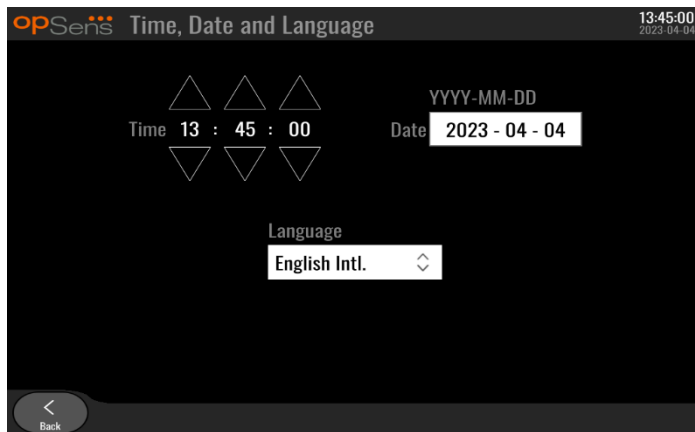 opSens Time, Date and Language
13:45:00
2023-04-04
YYYY-MM-DD
Time 13 : 45 : 00
Date 2023 - 04 - 04
Language
English Intl.
Back